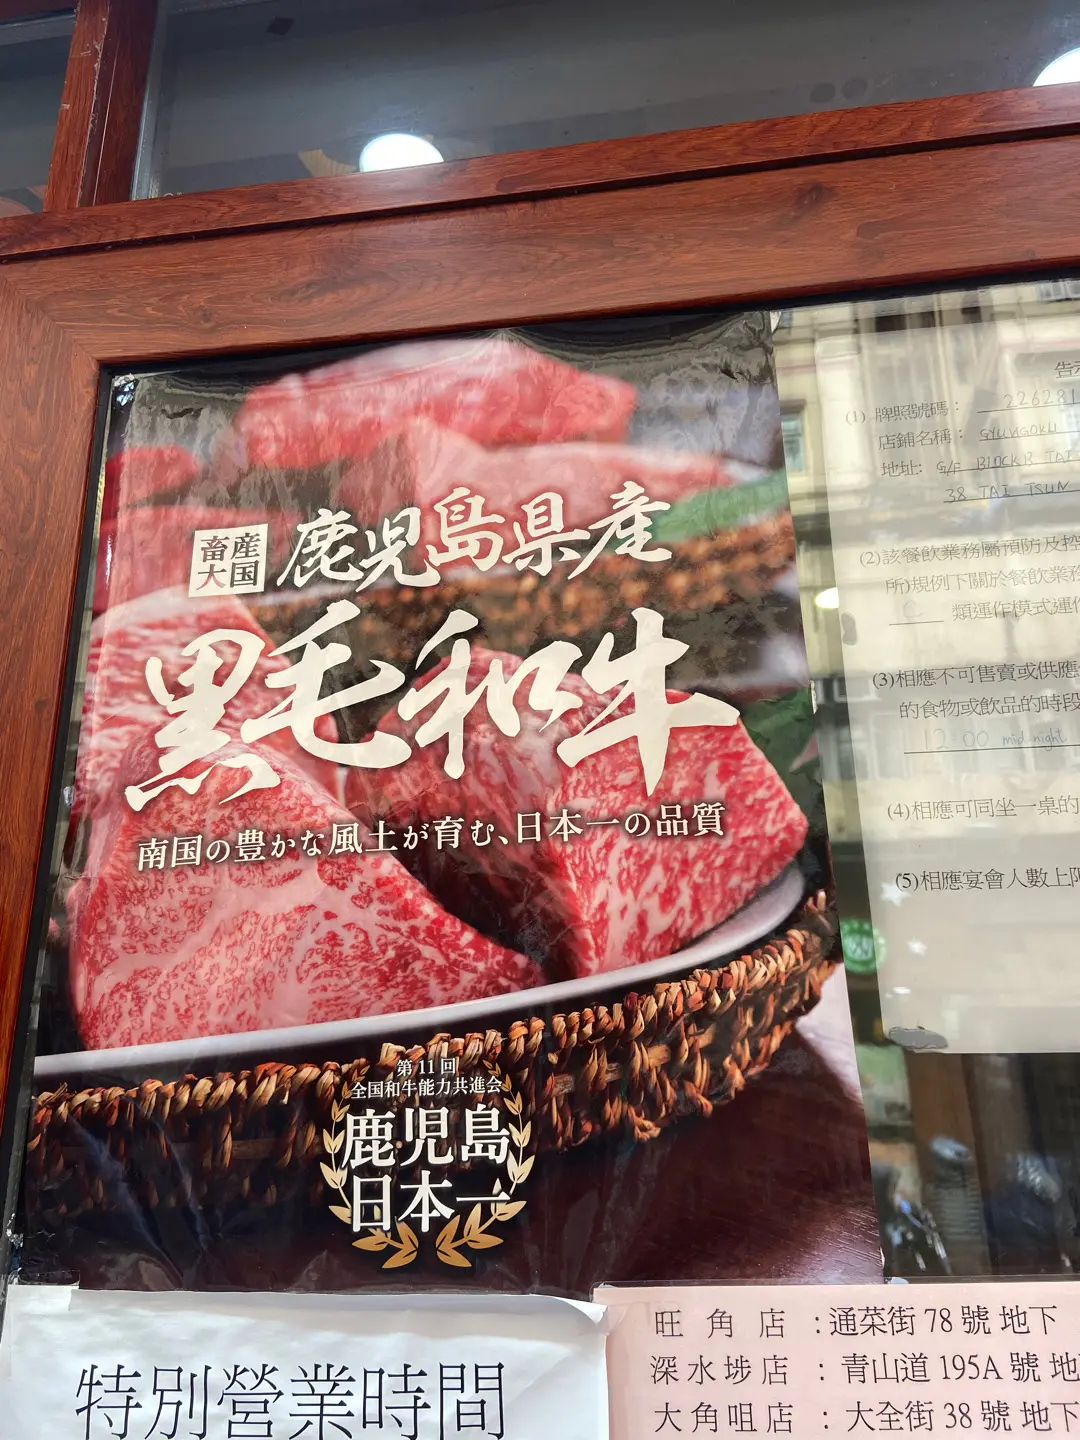 畜産
大国
鹿児島県産
黒毛和牛
南国の豊かな風土が育む、日本一の品質
第11回
全国和牛能力共進会
鹿児島
日本一
告示
(1) 牌照號碼: 226281
店鋪名稱:
地址: G/F BLOCK B TAI
38 TAI TSUN
(2)該餐飲業務屬預防及控
所)規例下關於餐飲業務
C 類運作模式運作
(3)相應不可售賣或供應
的食物或飲品的時段
12:00 mid-night
(4)相應可同坐一桌的
(5)相應宴會人數上限
特別營業時間
旺角店 :通菜街 78 號 地下
深水埗店 : 青山道 195A 號 地
大角咀店 : 大全街 38 號 地下